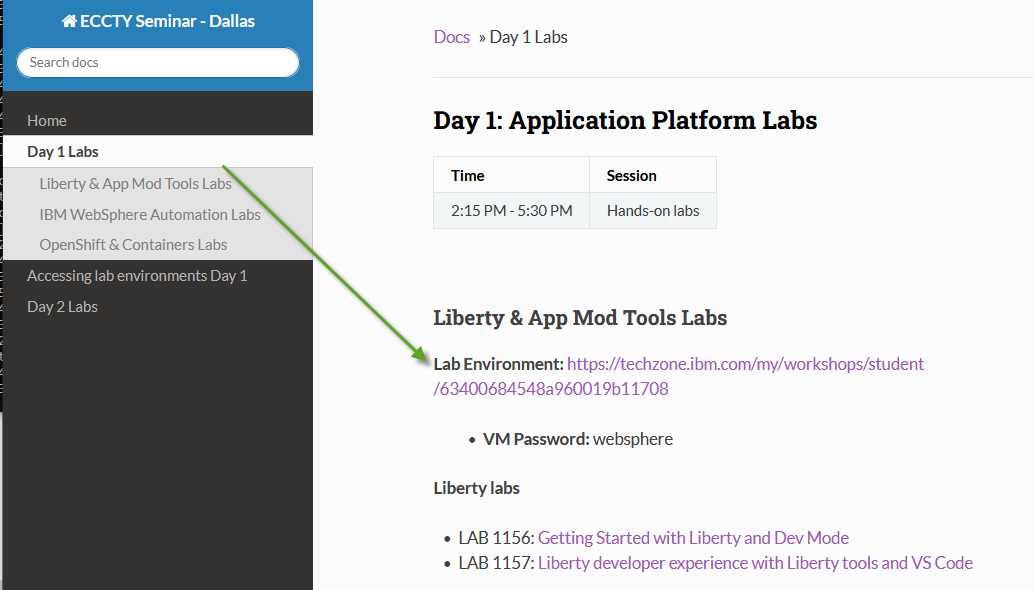 ECCTY Seminar - Dallas
Search docs
Home
Day 1 Labs
Liberty & App Mod Tools Labs
IBM WebSphere Automation Labs
OpenShift & Containers Labs
Accessing lab environments Day 1
Day 2 Labs
Docs » Day 1 Labs
Day 1: Application Platform Labs
Time Session
2:15 PM - 5:30 PM Hands-on labs
Liberty & App Mod Tools Labs
Lab Environment: https://techzone.ibm.com/my/workshops/student
/63400684548a960019b11708
• VM Password: websphere
Liberty labs
• LAB 1156: Getting Started with Liberty and Dev Mode
• LAB 1157: Liberty developer experience with Liberty tools and VS Code